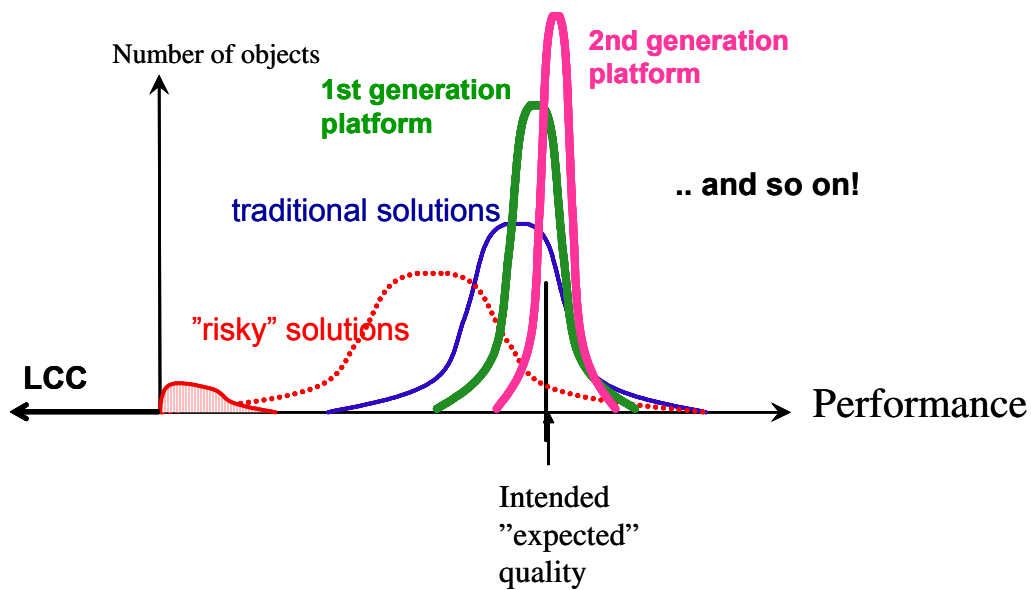 Number of objects
2nd generation
platform
1st generation
platform
.. and so on!
traditional solutions
”risky” solutions
LCC
Performance
Intended
”expected”
quality